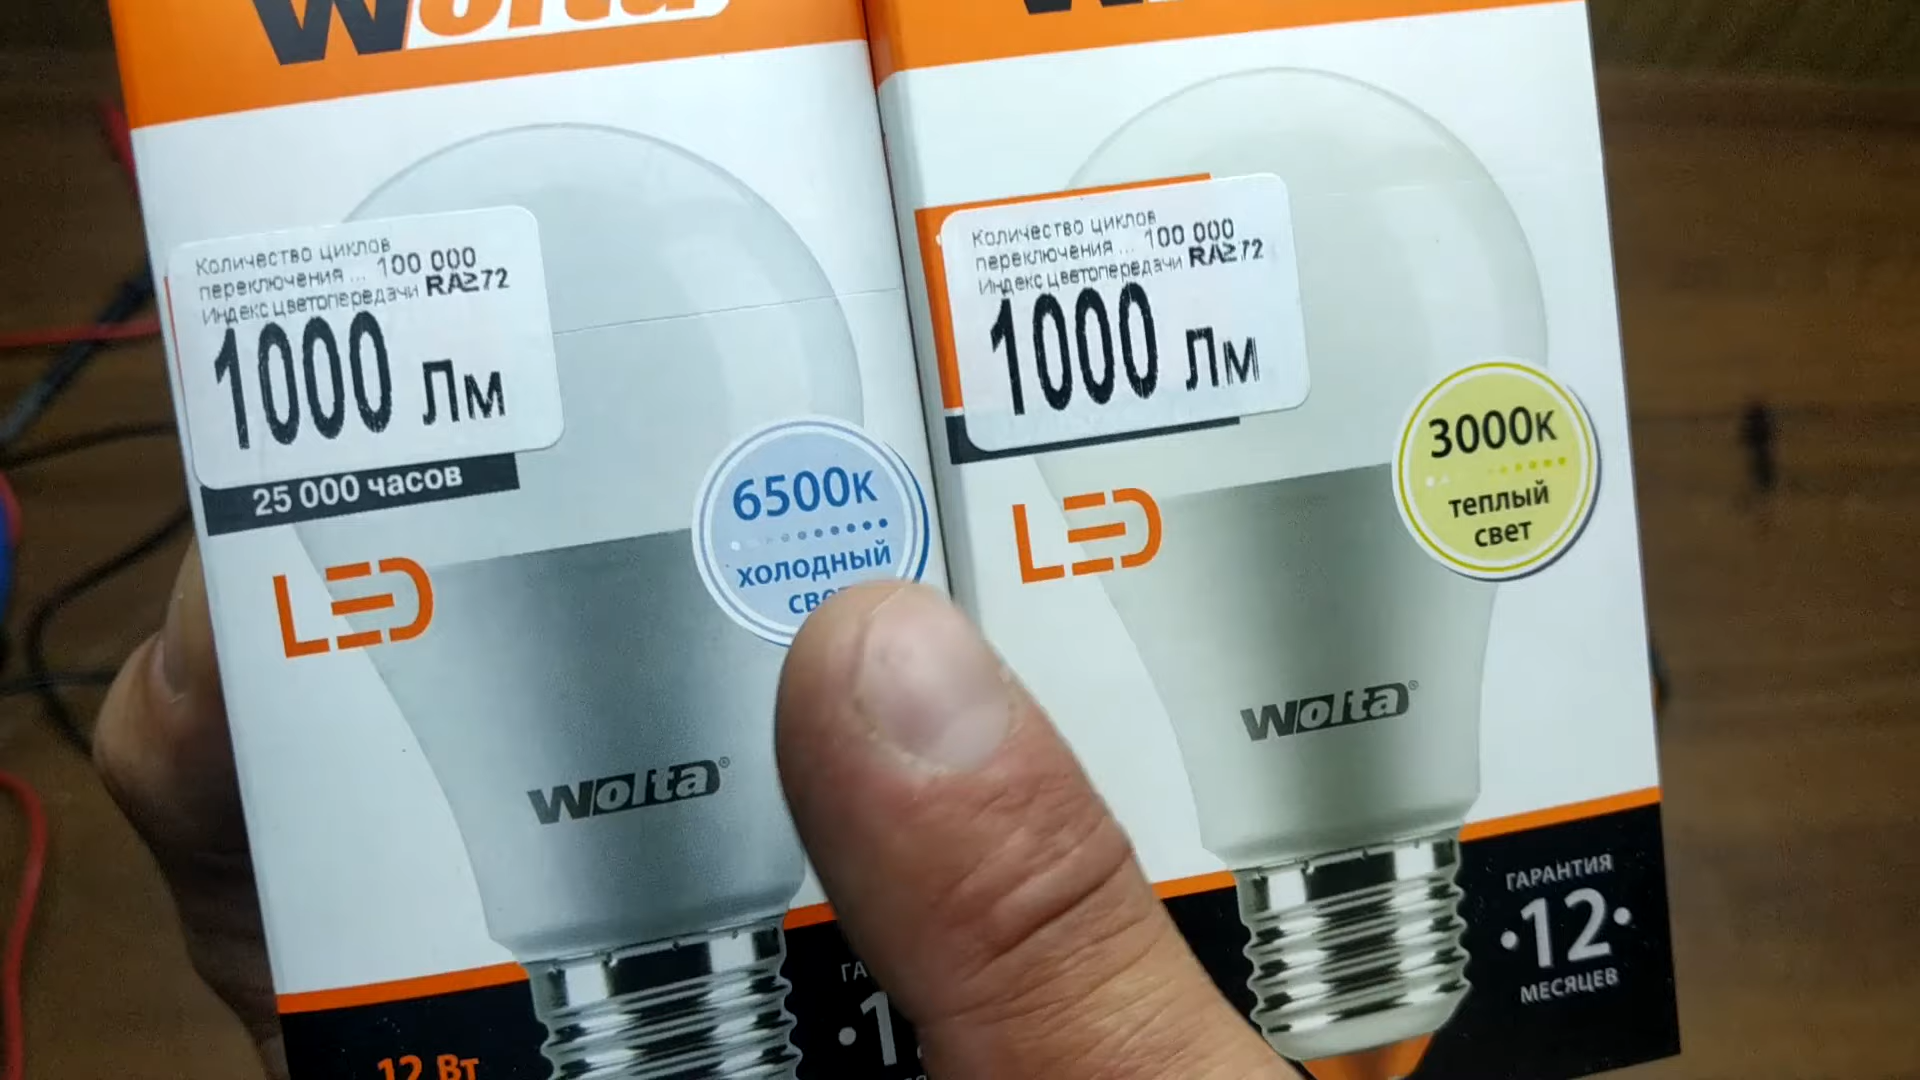 Wolta
Количество циклов
переключения ... 100 000
Индекс цветопередачи RA≥72
1000 Лм
25 000 часов
LED
6500К
холодный
Wolta®
12 Вт
Количество циклов
переключения ... 100 000
Индекс цветопередачи RA≥72
1000 Лм
LED
3000К
теплый
свет
Wolta®
ГАРАНТИЯ
•12•
МЕСЯЦЕВ